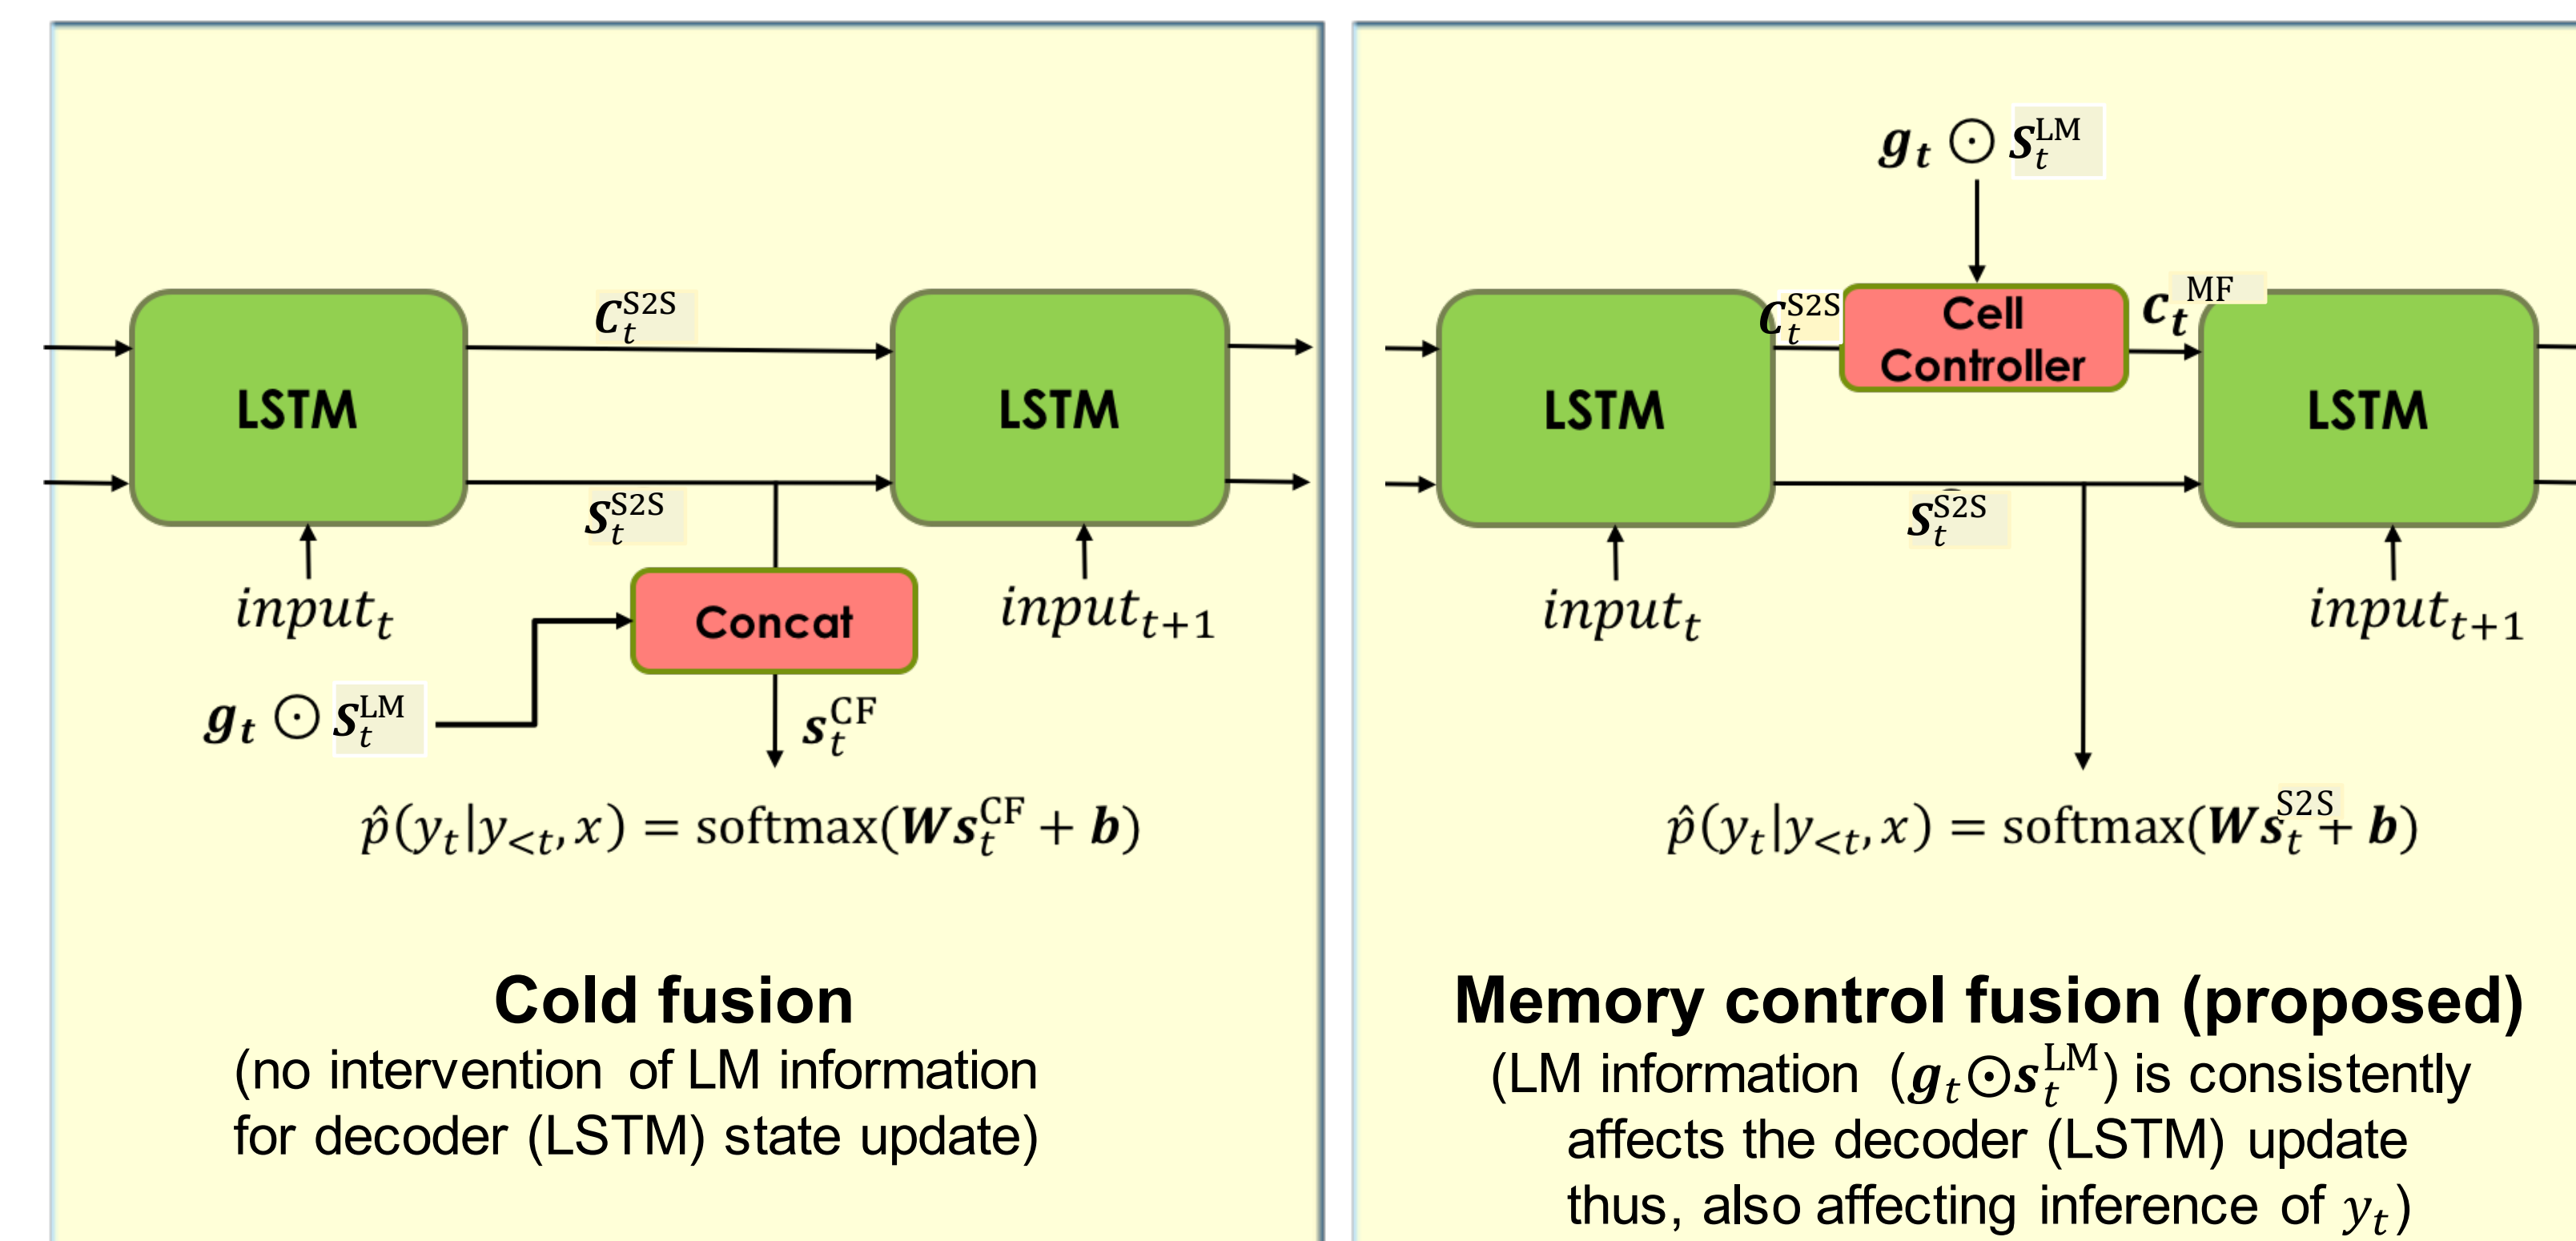 C_t^S2S
LSTM
LSTM
S_t^S2S
input_t
Concat
input_{t+1}
g_t ⊙ S_t^LM
s_t^CF
p̂(y_t|y_{<t}, x) = softmax(Ws_t^CF + b)
Cold fusion
(no intervention of LM information
for decoder (LSTM) state update)
g_t ⊙ S_t^LM
C_t^S2S
Cell
Controller
c_t^MF
LSTM
LSTM
S_t^S2S
input_t
input_{t+1}
p̂(y_t|y_{<t}, x) = softmax(Ws_t^S2S + b)
Memory control fusion (proposed)
(LM information (g_t⊙s_t^LM) is consistently
affects the decoder (LSTM) update
thus, also affecting inference of y_t)